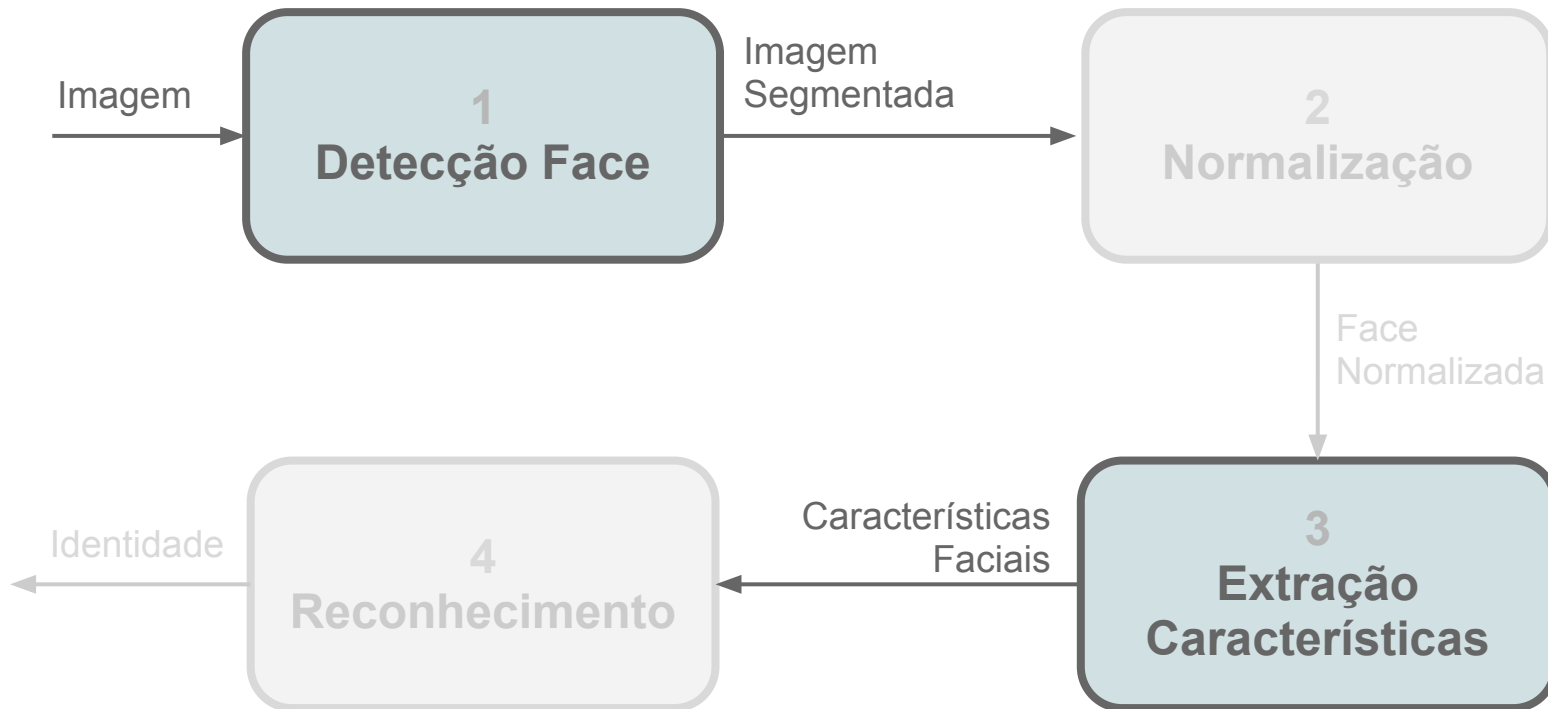 Imagem
1
Detecção Face
Imagem
Segmentada
2
Normalização
Face
Normalizada
3
Extração
Características
Características
Faciais
4
Reconhecimento
Identidade